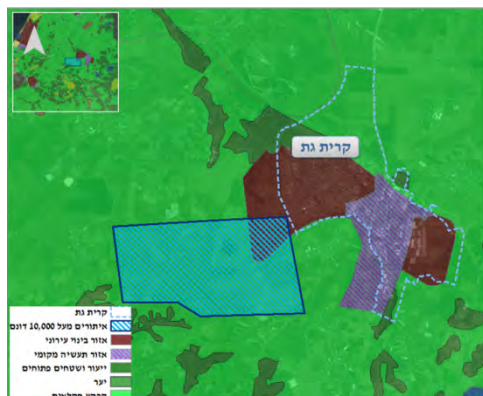 קרית גת
קרית גת
איתורים מעל 10,000 דונם
אזור בינוי עירוני
אזור תעשיה מקומי
ייעור ושטחים פתוחים
יער